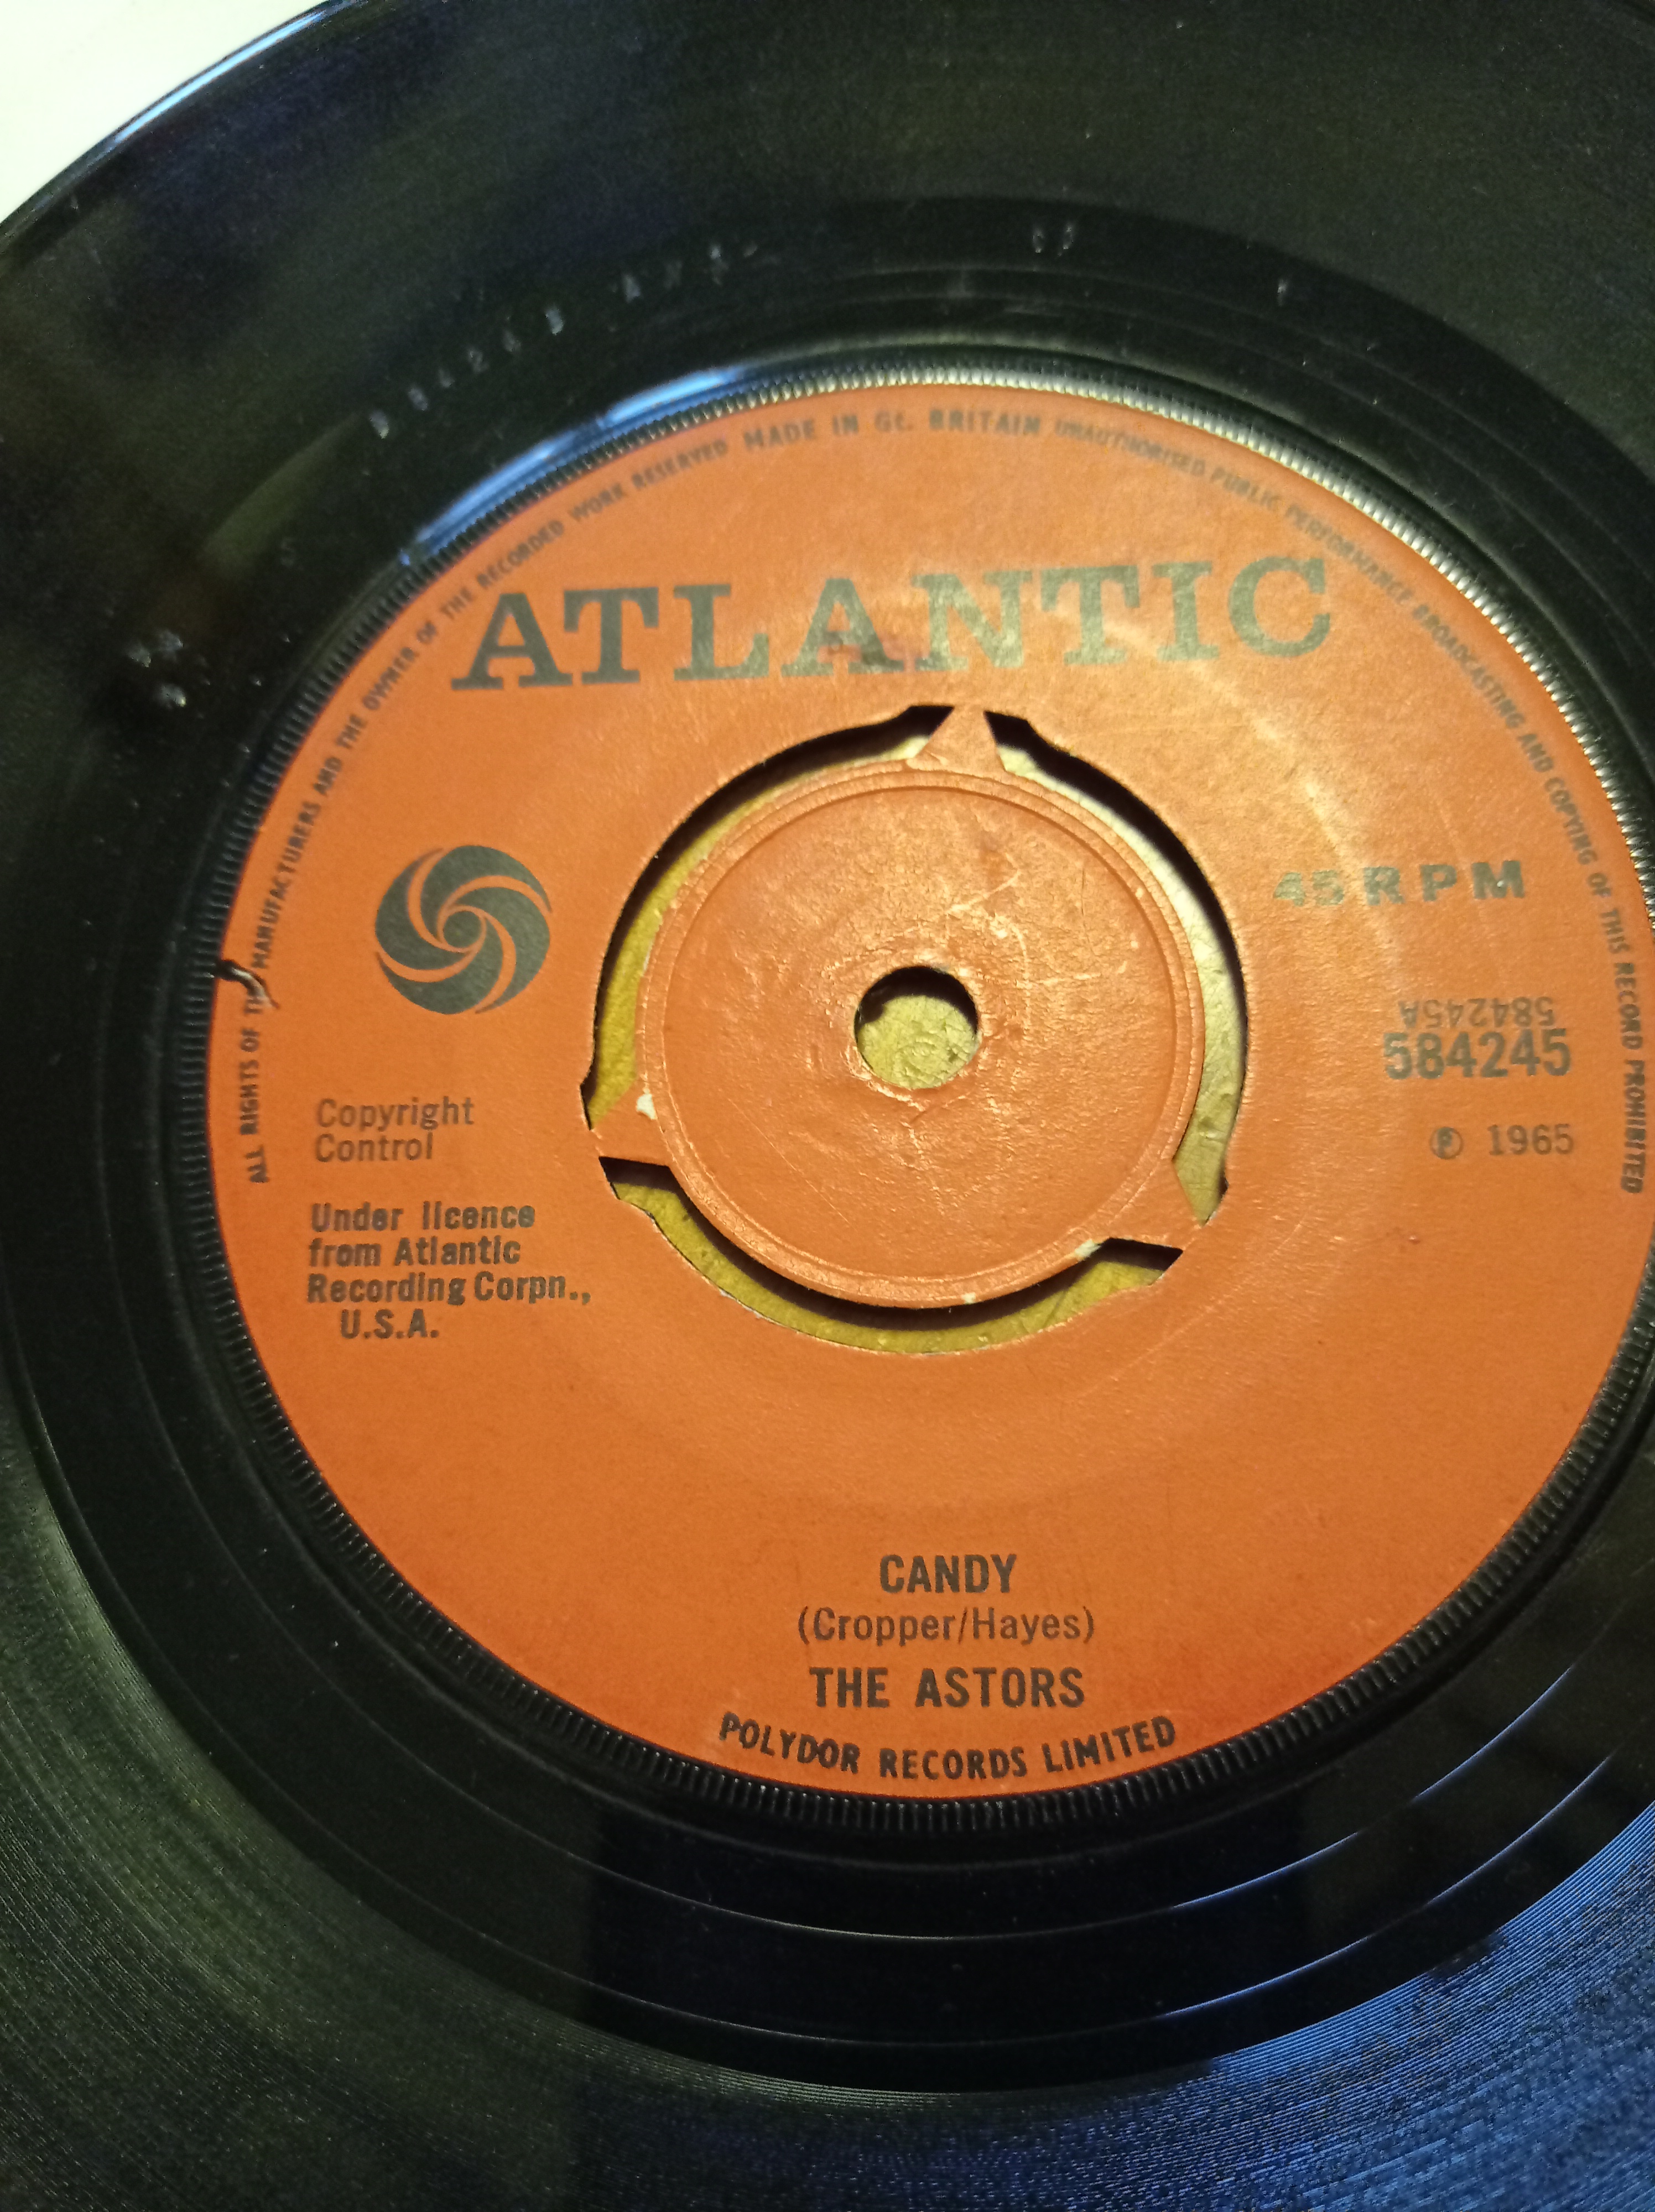 ALL RIGHTS OF THE MANUFACTURERS AND THE OWNER OF THE RECORDED WORK RESERVED MADE IN Gt. BRITAIN UNAUTHORISED PUBLIC PERFORMANCE BROADCASTING AND COPYING OF THIS RECORD PROHIBITED
ATLANTIC
45 RPM
584245A
584245
℗ 1965
Copyright
Control
Under licence
from Atlantic
Recording Corpn.,
U.S.A.
CANDY
(Cropper/Hayes)
THE ASTORS
POLYDOR RECORDS LIMITED